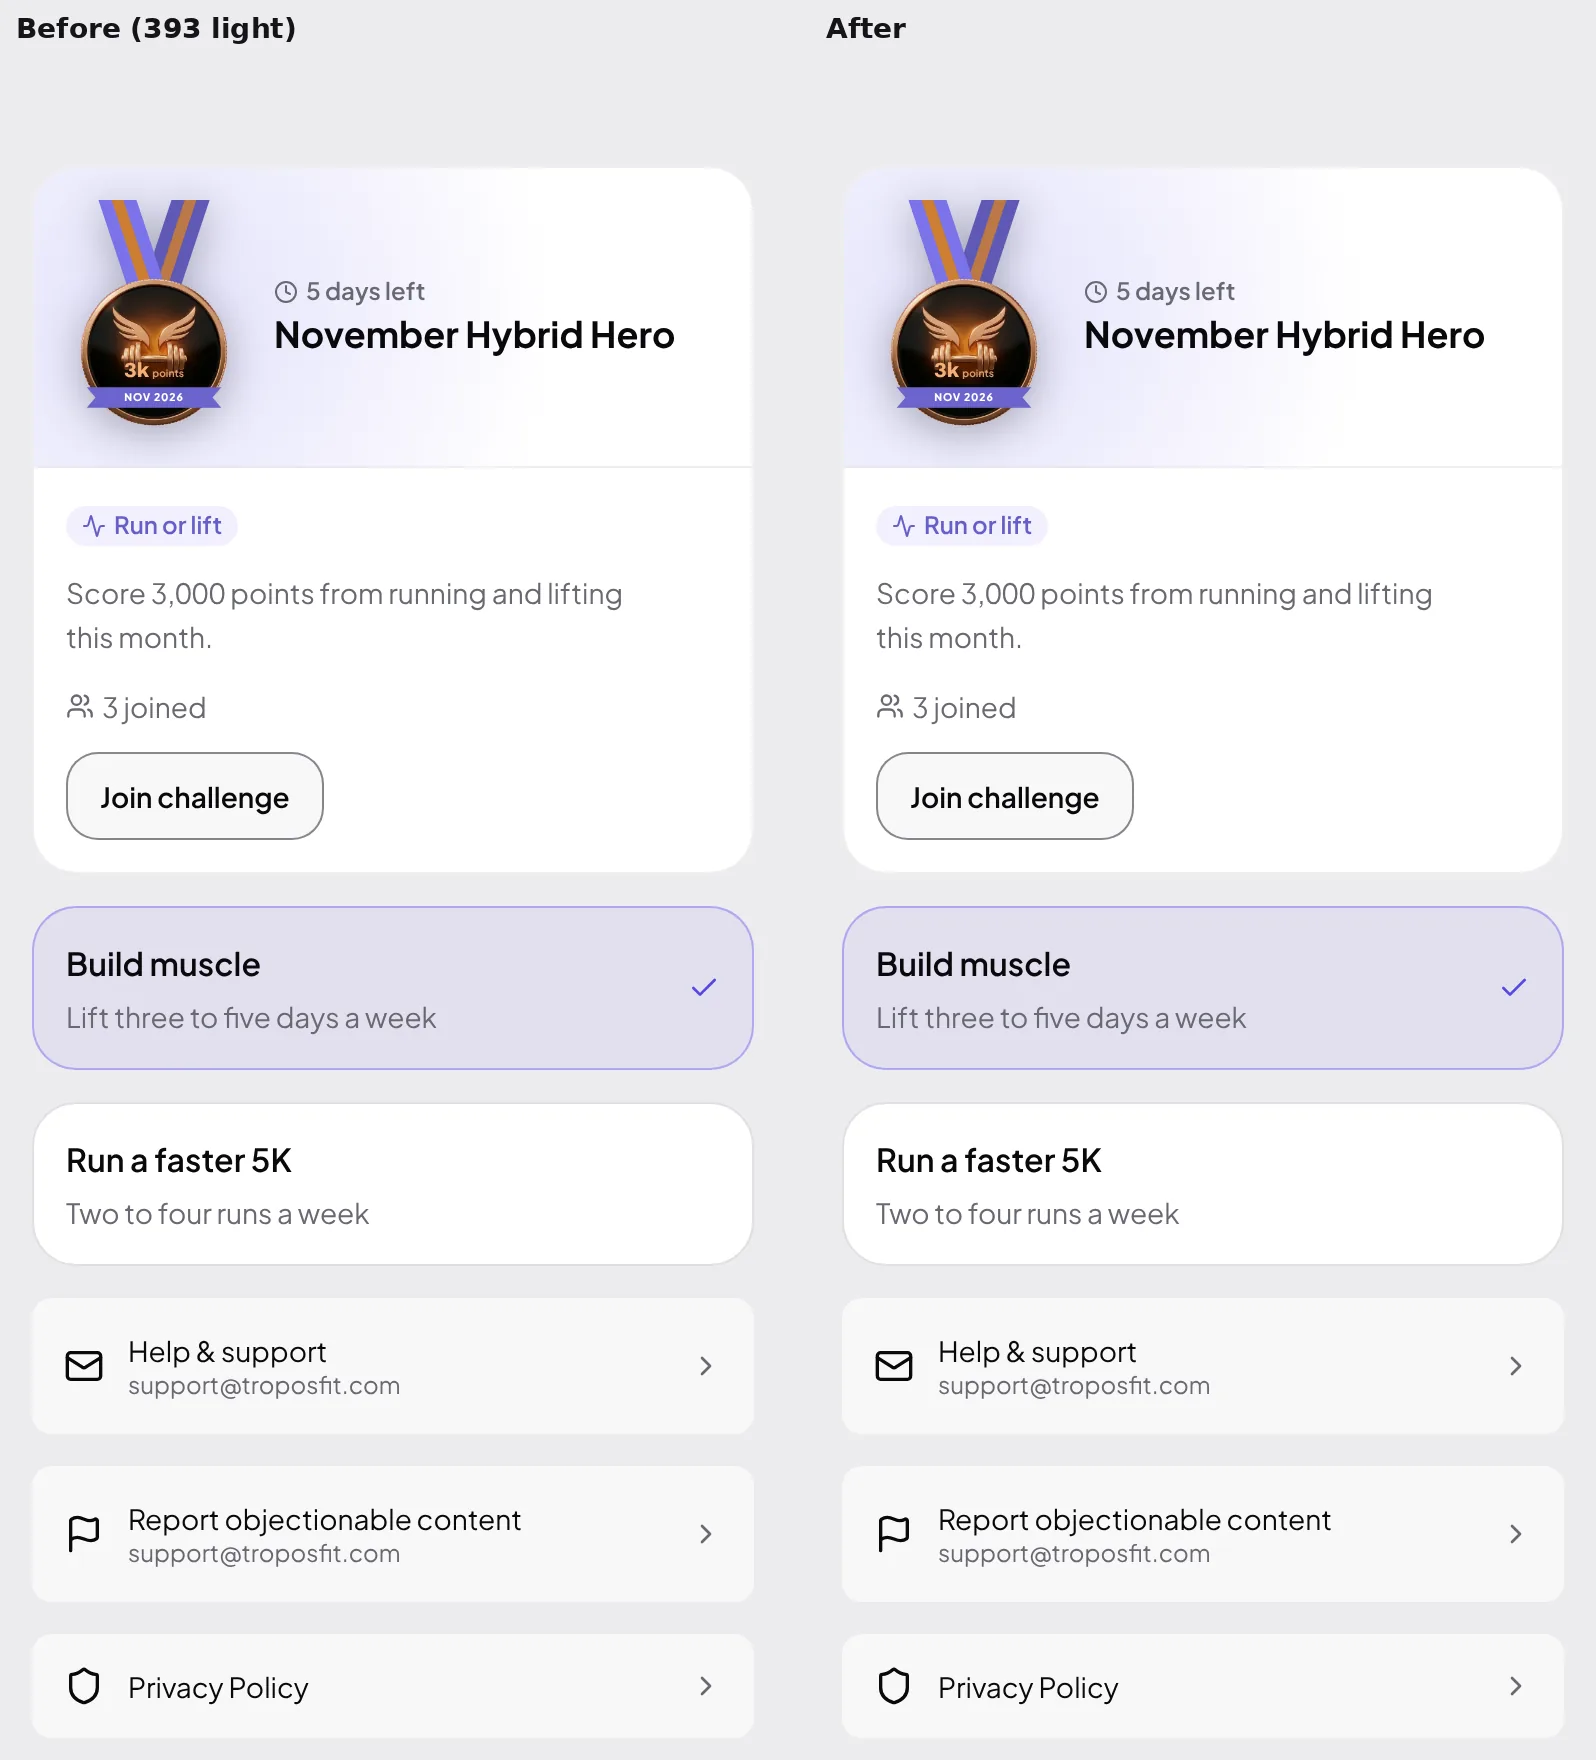 Before (393 light)
5 days left
November Hybrid Hero
3k points
NOV 2026
Run or lift
Score 3,000 points from running and lifting
this month.
3 joined
Join challenge
Build muscle
Lift three to five days a week
Run a faster 5K
Two to four runs a week
Help & support
support@troposfit.com
Report objectionable content
support@troposfit.com
Privacy Policy
After
5 days left
November Hybrid Hero
3k points
NOV 2026
Run or lift
Score 3,000 points from running and lifting
this month.
3 joined
Join challenge
Build muscle
Lift three to five days a week
Run a faster 5K
Two to four runs a week
Help & support
support@troposfit.com
Report objectionable content
support@troposfit.com
Privacy Policy